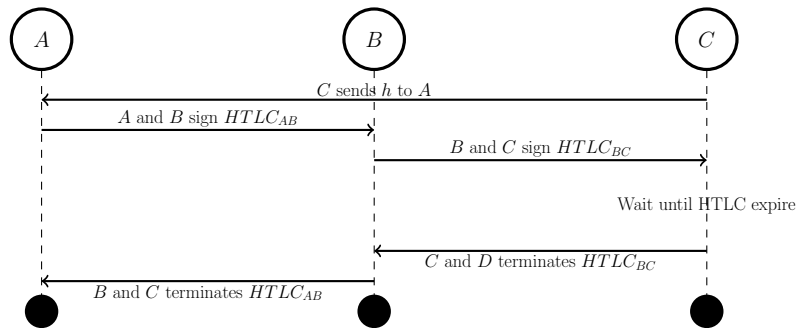 A
B
C
C sends h to A
A and B sign HTLC_AB
B and C sign HTLC_BC
Wait until HTLC expire
C and D terminates HTLC_BC
B and C terminates HTLC_AB